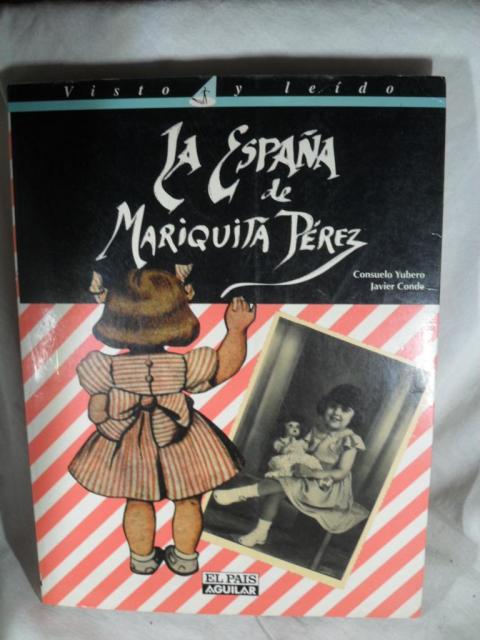 Visto y leído
LA ESPAÑA
de
MARIQUITA PÉREZ
Consuelo Yubero
Javier Conde
EL PAIS
AGUILAR